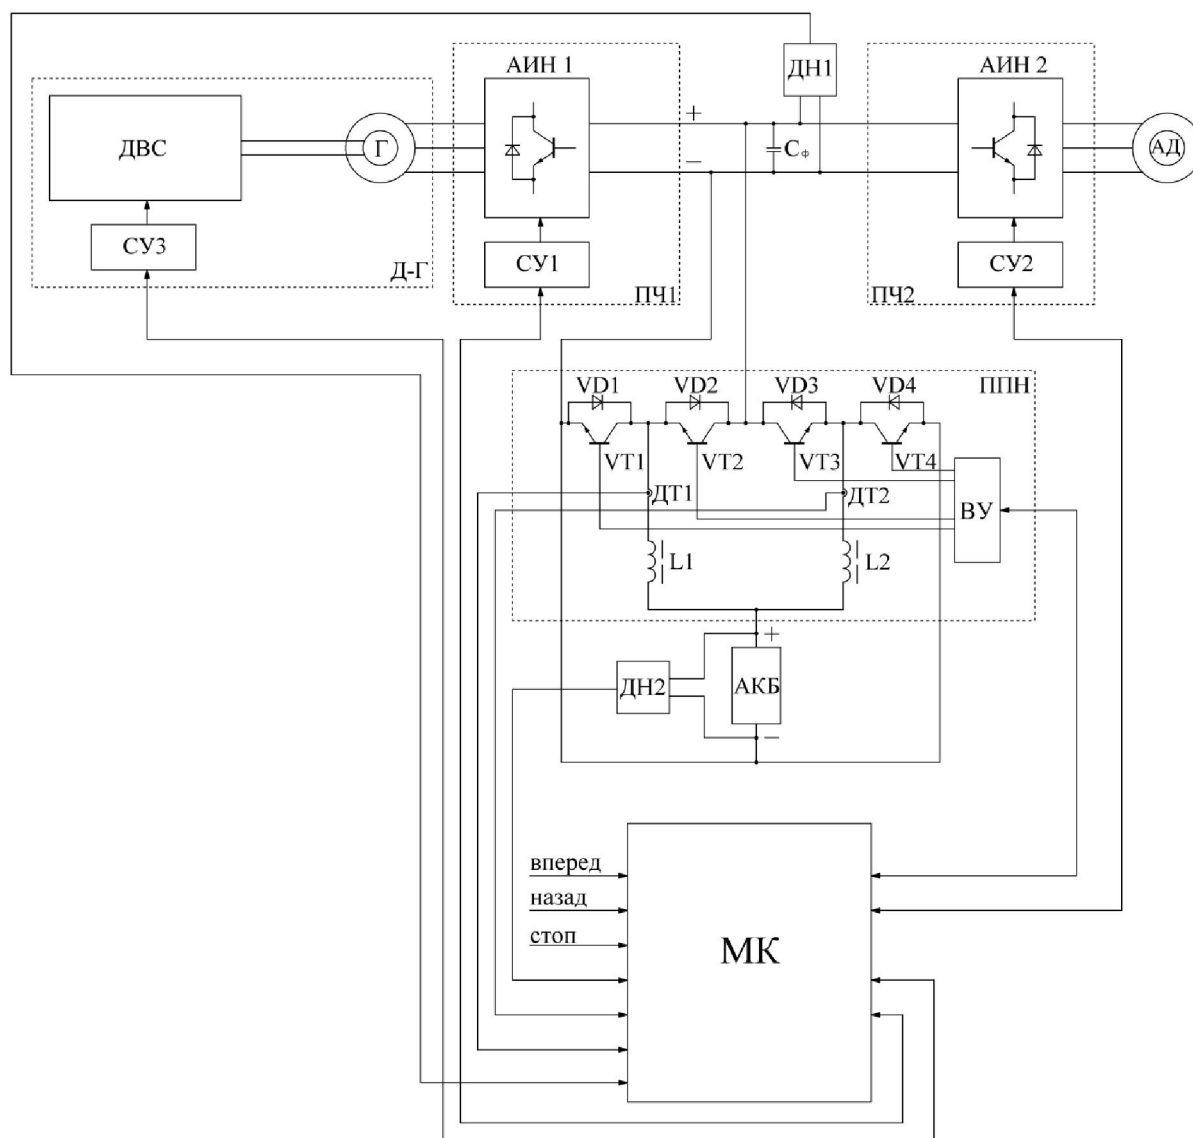 АИН 1
ДН1
АИН 2
ДВС
Г
+
−
Cф
АД
СУ3
СУ1
СУ2
Д-Г
ПЧ1
ПЧ2
VD1
VD2
VD3
VD4
ППН
VT1
VT2
VT3
VT4
ДТ1
ДТ2
ВУ
L1
L2
+
ДН2
АКБ
−
вперед
назад
стоп
МК